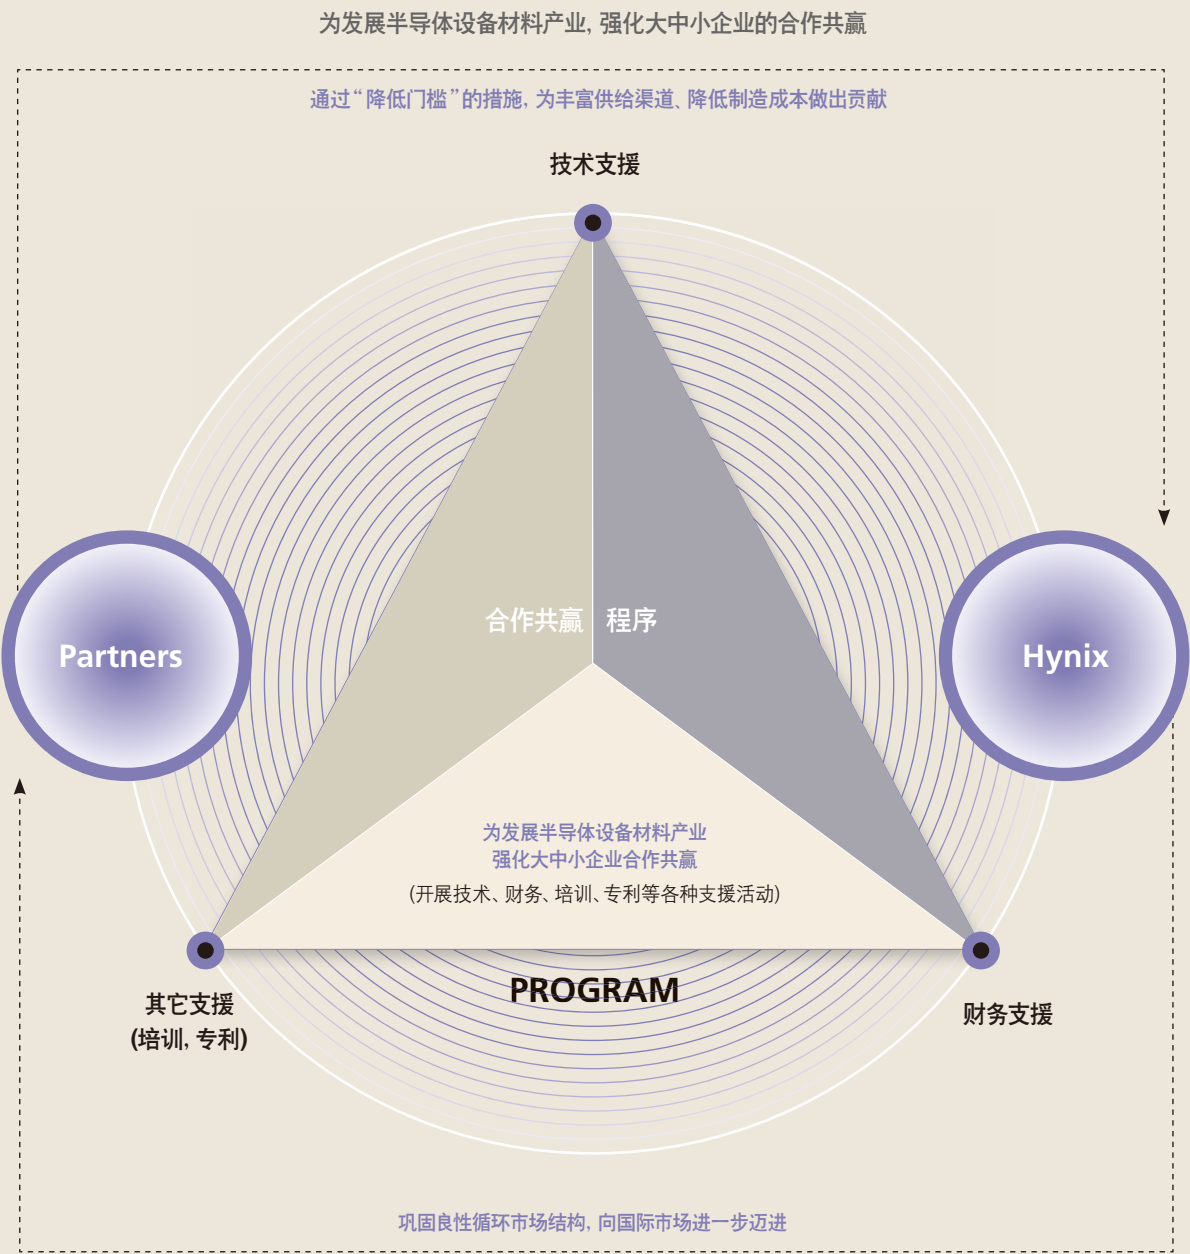 为发展半导体设备材料产业, 强化大中小企业的合作共赢
通过“降低门槛”的措施, 为丰富供给渠道、降低制造成本做出贡献
技术支援
合作共赢 程序
Partners
Hynix
为发展半导体设备材料产业
强化大中小企业合作共赢
(开展技术、财务、培训、专利等各种支援活动)
PROGRAM
其它支援
(培训, 专利)
财务支援
巩固良性循环市场结构, 向国际市场进一步迈进